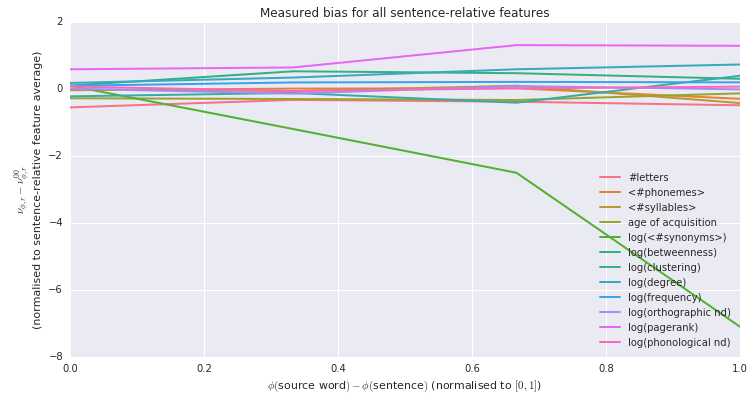 Measured bias for all sentence-relative features
2
0
−2
−4
−6
−8
ν_{ϕ,r} − ν^{00}_{ϕ,r}
(normalised to sentence-relative feature average)
#letters
<#phonemes>
<#syllables>
age of acquisition
log(<#synonyms>)
log(betweenness)
log(clustering)
log(degree)
log(frequency)
log(orthographic nd)
log(pagerank)
log(phonological nd)
0.0 0.2 0.4 0.6 0.8 1.0
ϕ(source word) − ϕ(sentence) (normalised to [0, 1])